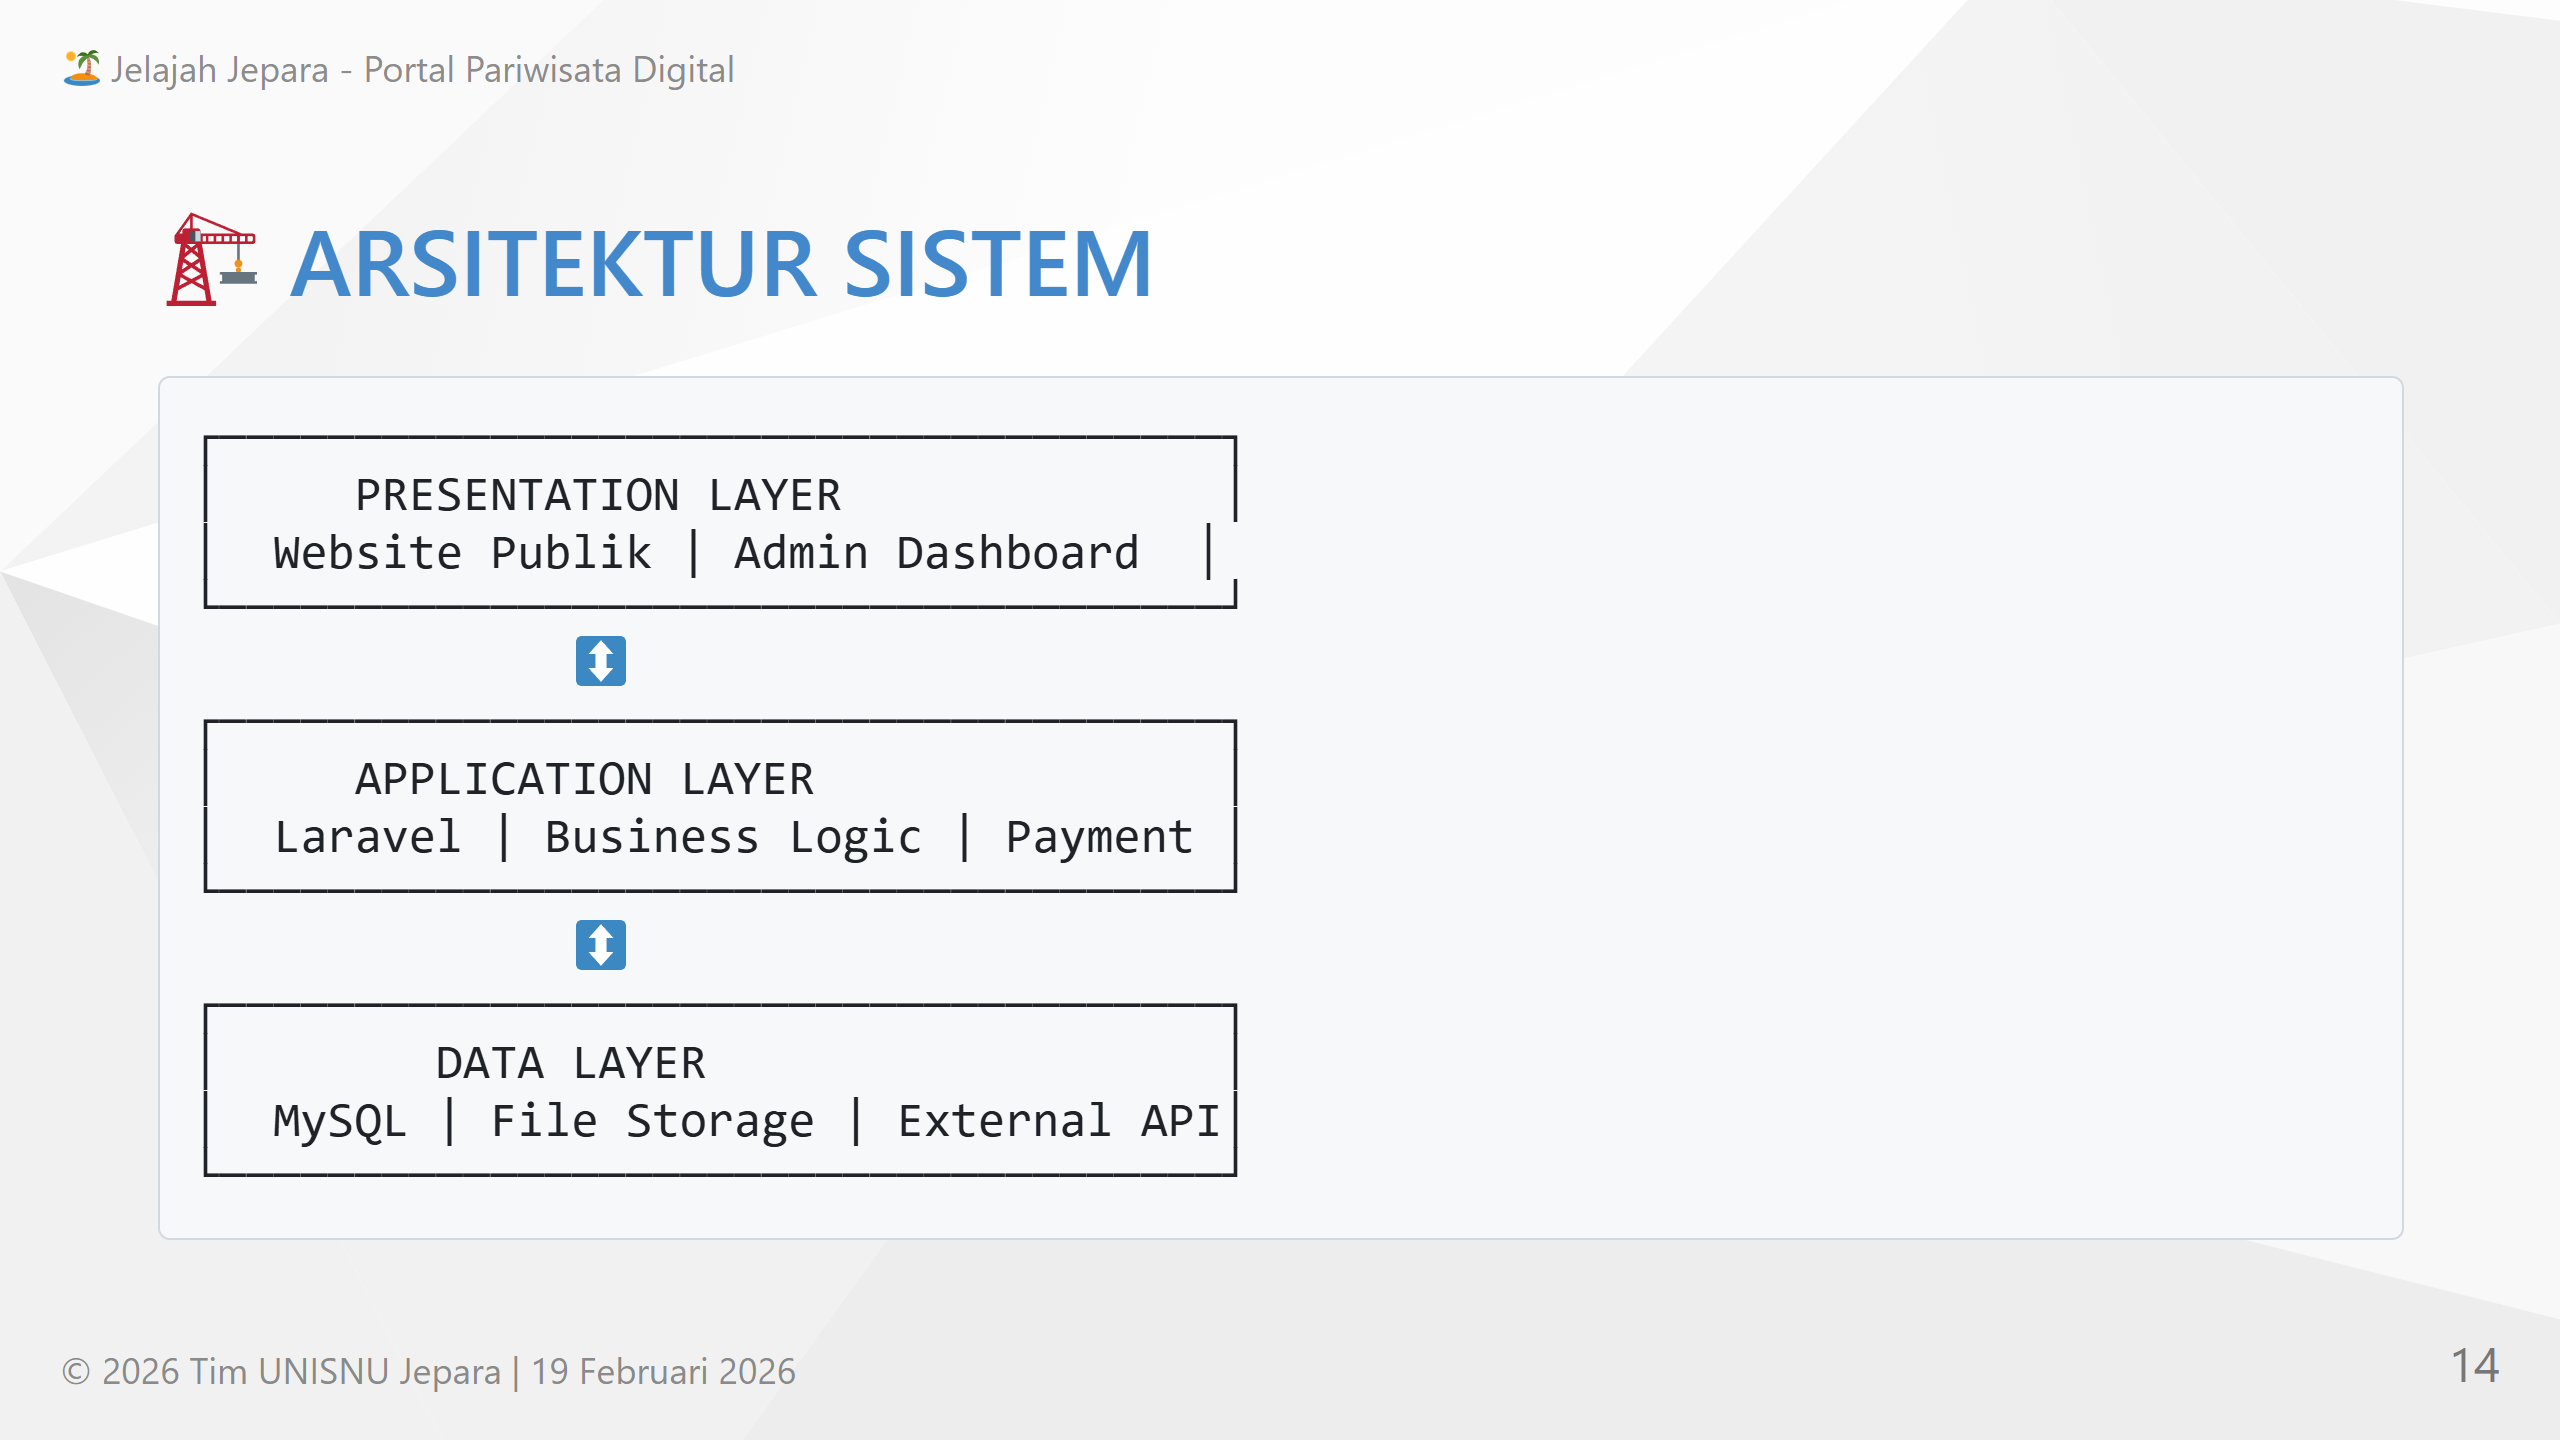 Jelajah Jepara - Portal Pariwisata Digital
ARSITEKTUR SISTEM
PRESENTATION LAYER
Website Publik | Admin Dashboard
APPLICATION LAYER
Laravel | Business Logic | Payment
DATA LAYER
MySQL | File Storage | External API
© 2026 Tim UNISNU Jepara | 19 Februari 2026
14